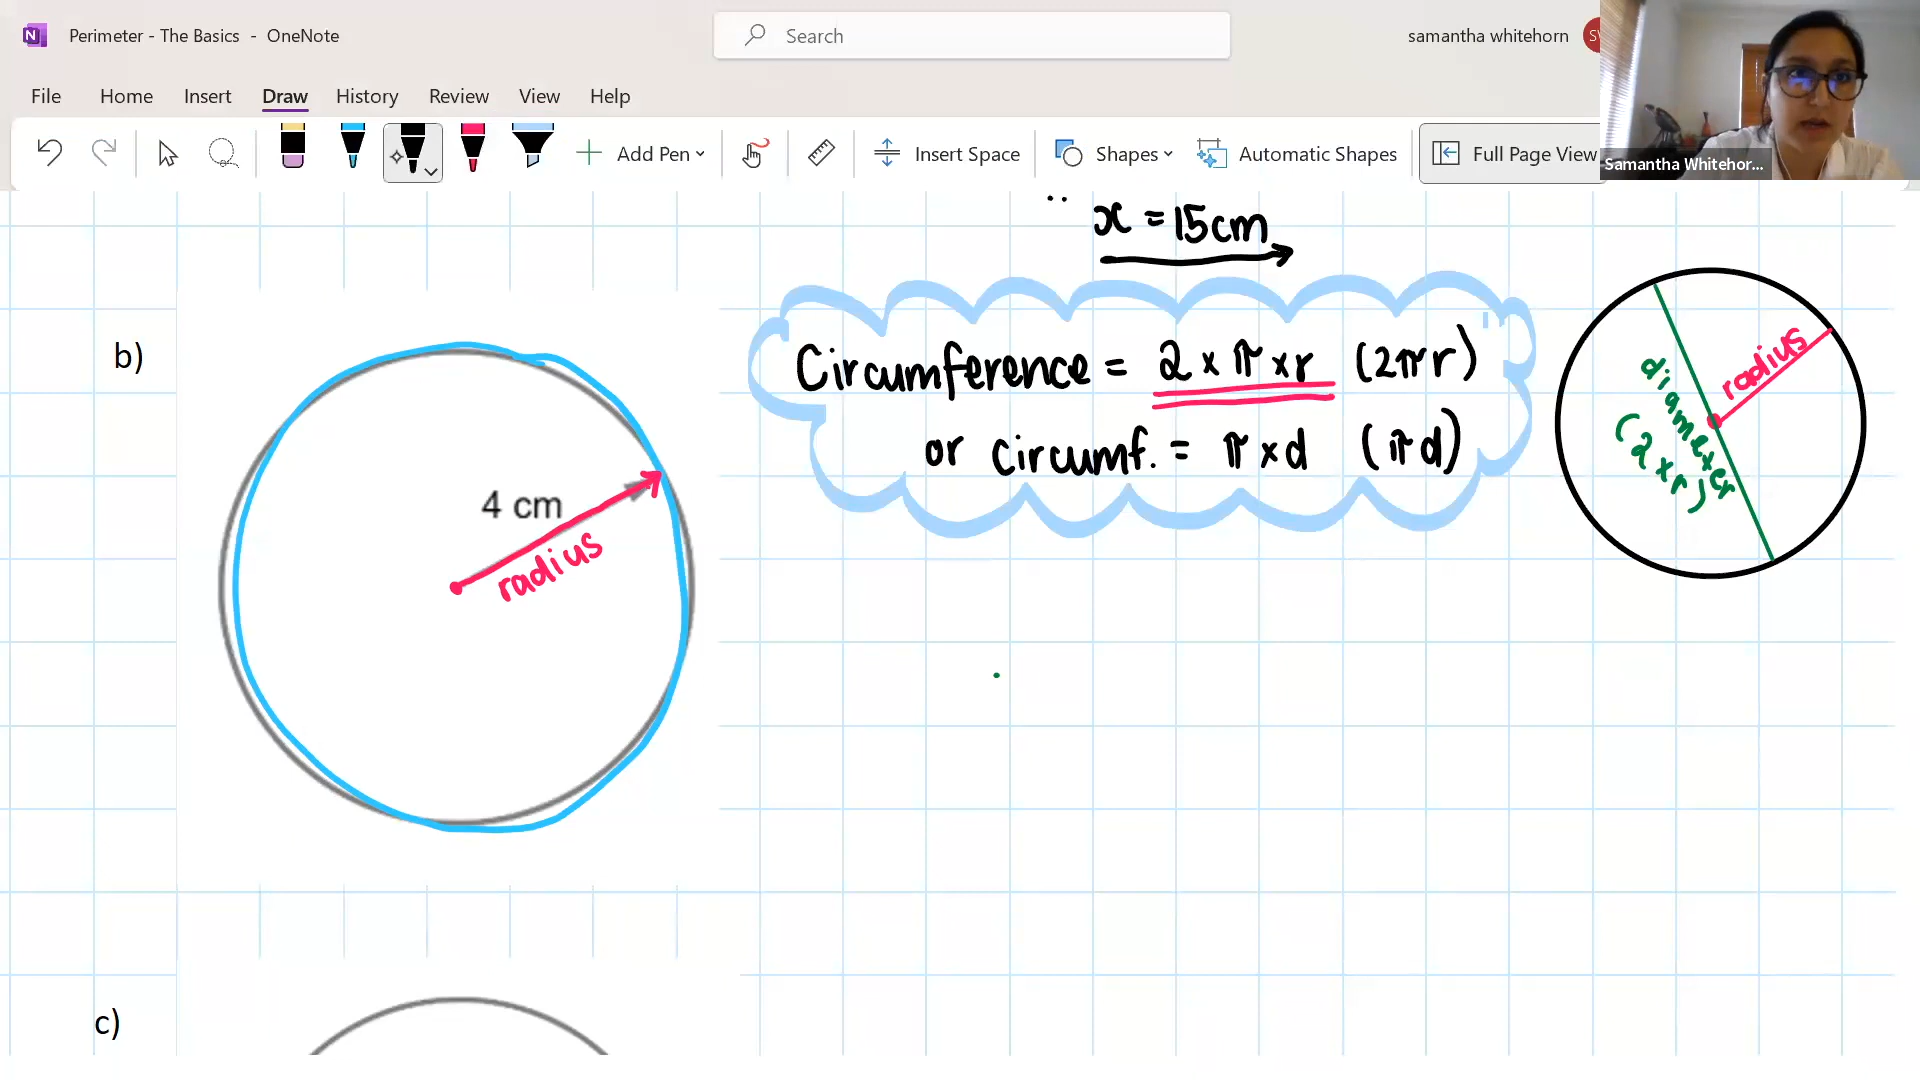 Perimeter - The Basics - OneNote
Search
samantha whitehorn
File Home Insert Draw History Review View Help
Add Pen
Insert Space
Shapes
Automatic Shapes
Full Page View
Samantha Whitehor...
x = 15cm
b)
4 cm
radius
Circumference = 2 × π × r (2πr)
or circumf. = π × d (πd)
radius
diameter
(2 × r)
c)